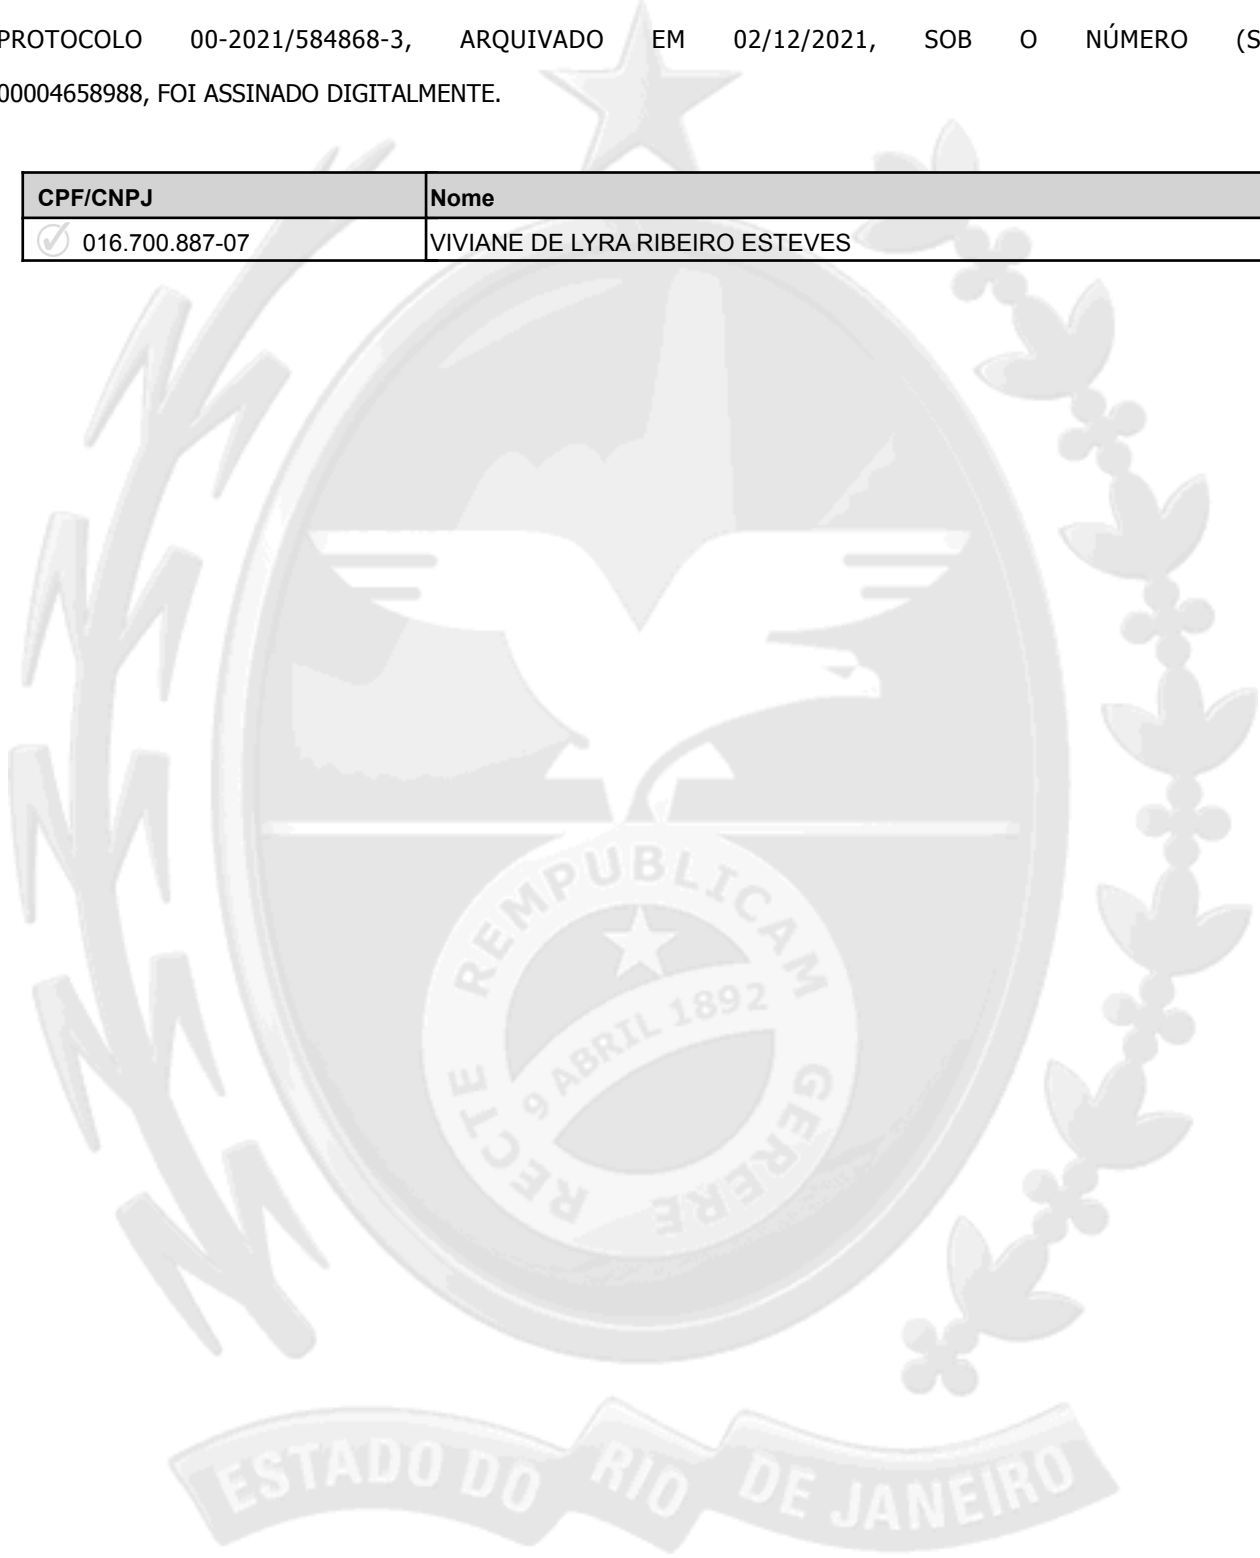 PROTOCOLO 00-2021/584868-3, ARQUIVADO EM 02/12/2021, SOB O NÚMERO (S
00004658988, FOI ASSINADO DIGITALMENTE.
CPF/CNPJ Nome
016.700.887-07 VIVIANE DE LYRA RIBEIRO ESTEVES
REMPUBLICAM
9 ABRIL 1892
RECTE GERERE
ESTADO DO RIO DE JANEIRO